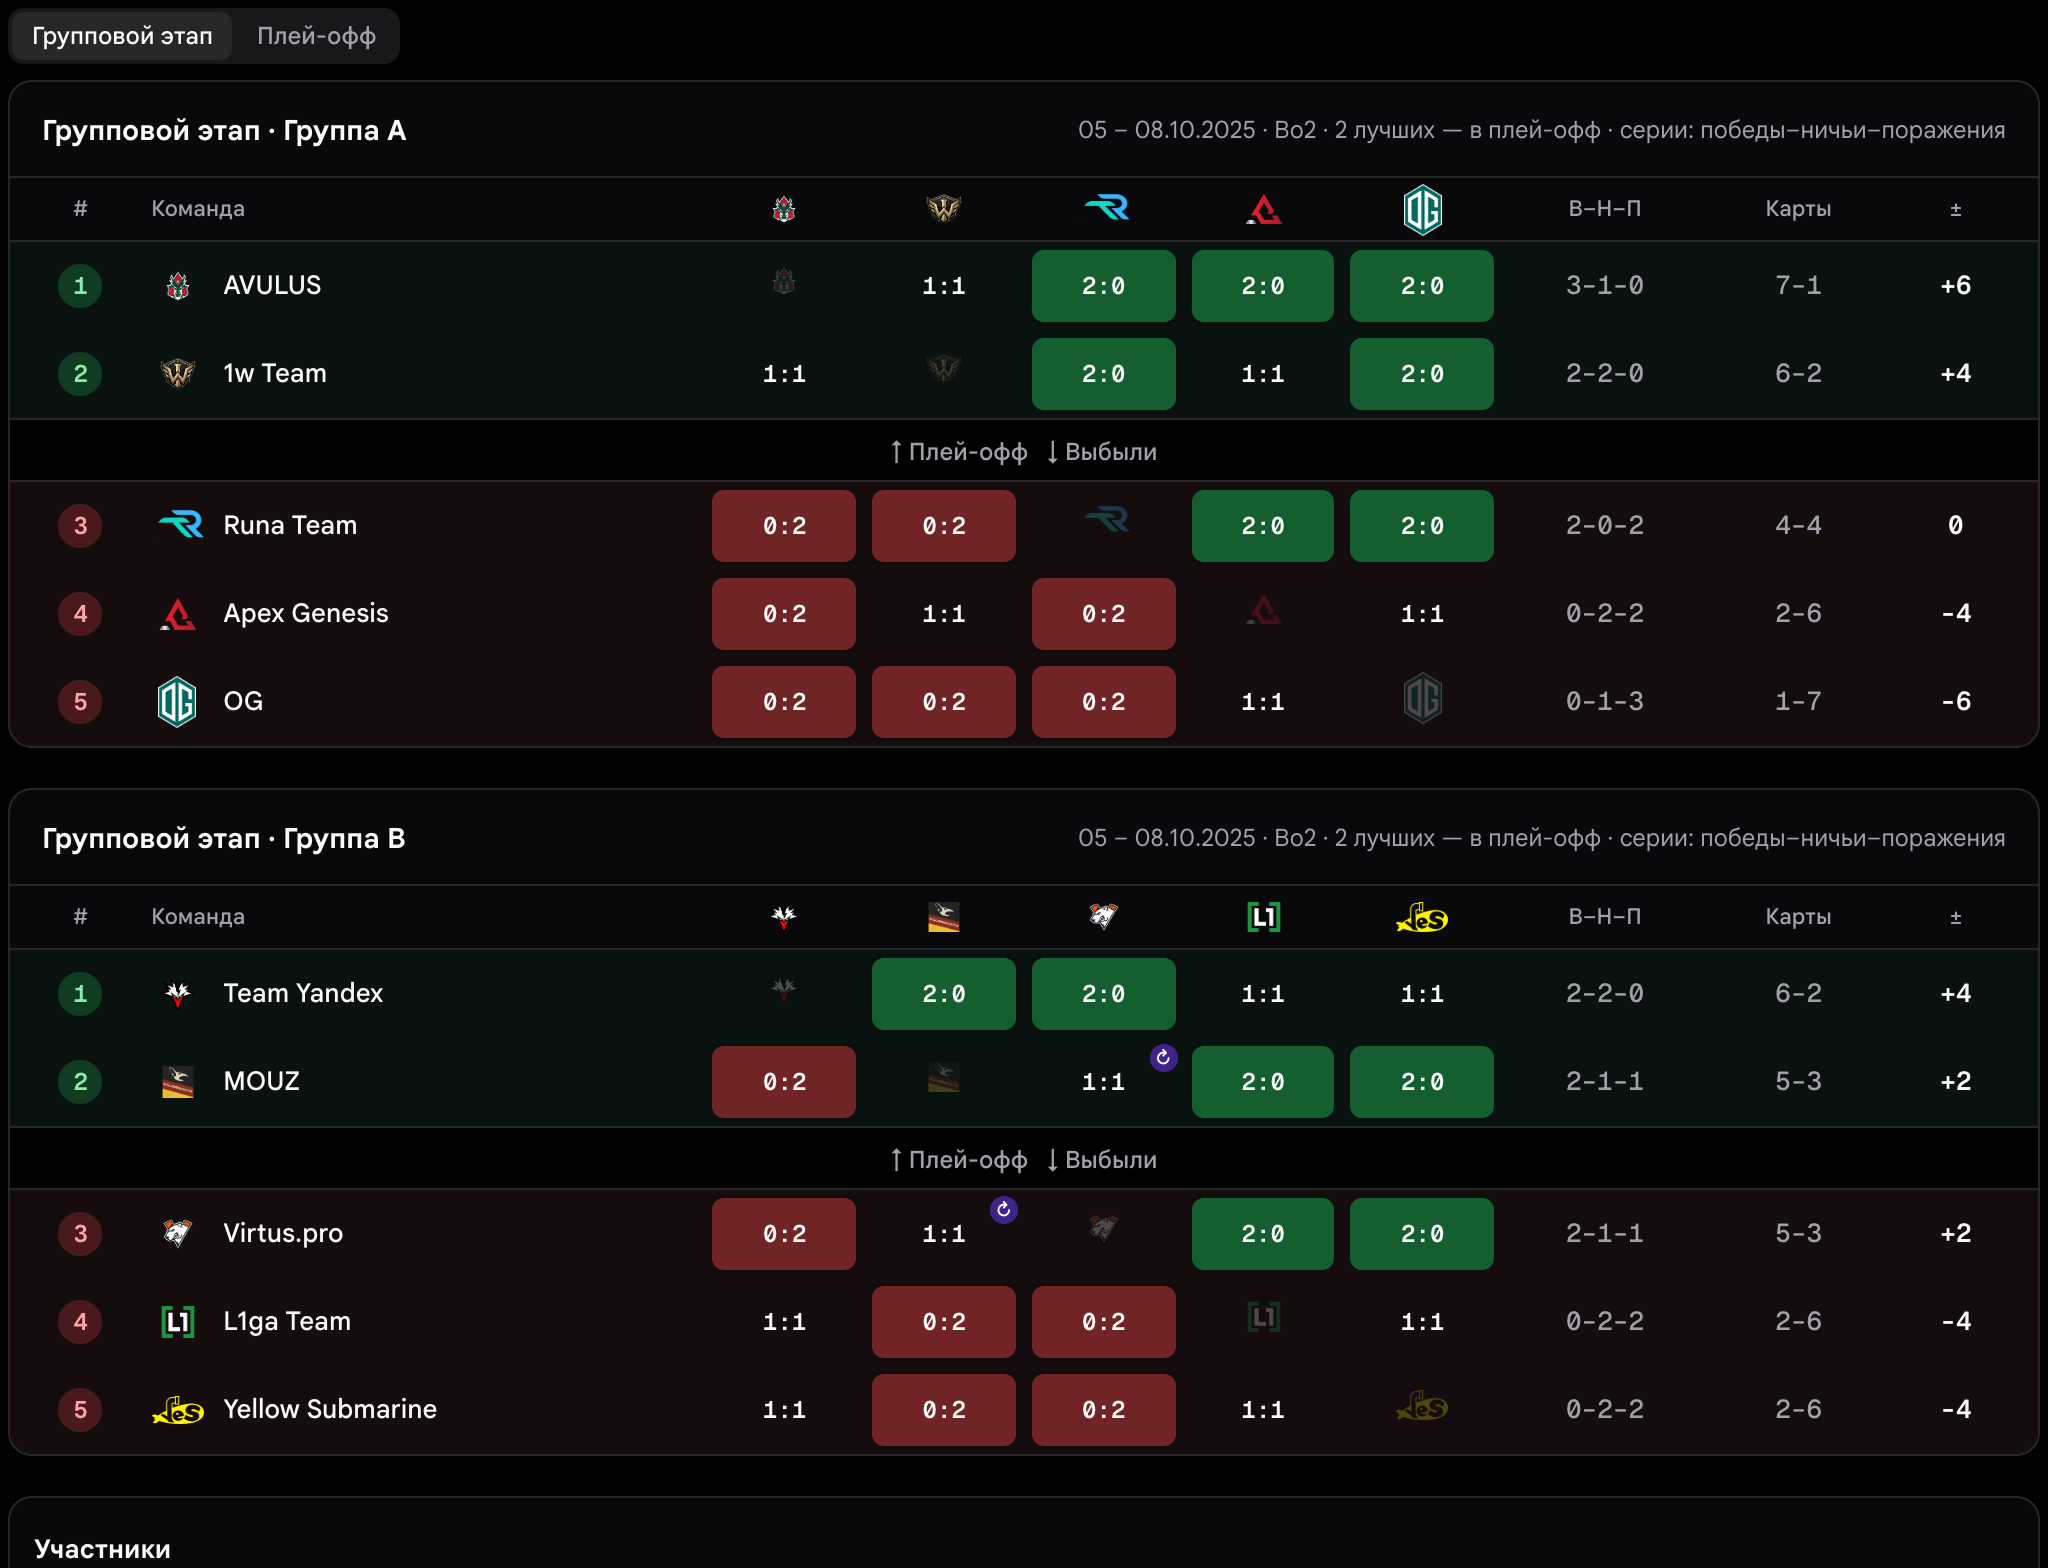 Групповой этап Плей-офф
Групповой этап · Группа A
05 – 08.10.2025 · Bo2 · 2 лучших — в плей-офф · серии: победы–ничьи–поражения
# Команда OG В–Н–П Карты ±
1 AVULUS 1:1 2:0 2:0 2:0 3-1-0 7-1 +6
2 1w Team 1:1 2:0 1:1 2:0 2-2-0 6-2 +4
↑ Плей-офф ↓ Выбыли
3 Runa Team 0:2 0:2 2:0 2:0 2-0-2 4-4 0
4 Apex Genesis 0:2 1:1 0:2 1:1 0-2-2 2-6 -4
5 OG OG 0:2 0:2 0:2 1:1 OG 0-1-3 1-7 -6
Групповой этап · Группа B
05 – 08.10.2025 · Bo2 · 2 лучших — в плей-офф · серии: победы–ничьи–поражения
# Команда L1 В–Н–П Карты ±
1 Team Yandex 2:0 2:0 1:1 1:1 2-2-0 6-2 +4
2 MOUZ 0:2 1:1 2:0 2:0 2-1-1 5-3 +2
↑ Плей-офф ↓ Выбыли
3 Virtus.pro 0:2 1:1 2:0 2:0 2-1-1 5-3 +2
4 L1 L1ga Team 1:1 0:2 0:2 L1 1:1 0-2-2 2-6 -4
5 Yellow Submarine 1:1 0:2 0:2 1:1 0-2-2 2-6 -4
Участники